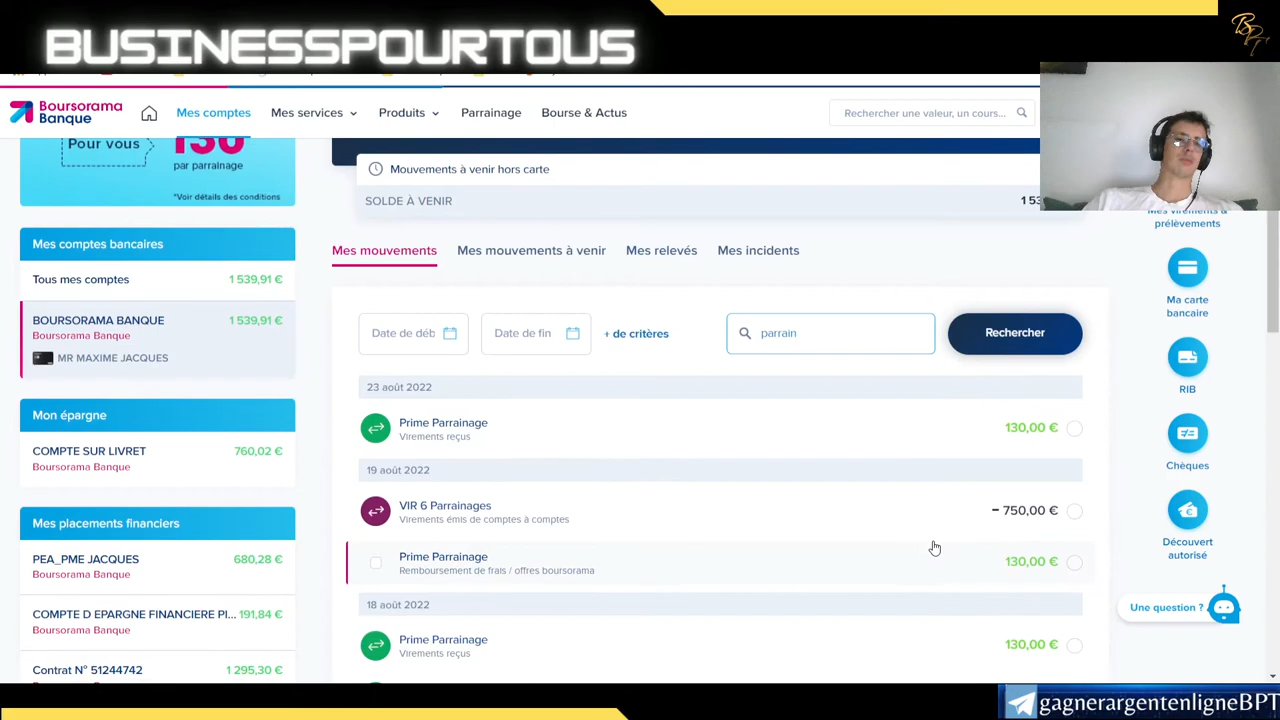 BUSINESSPOURTOUS
BPT
Boursorama
Banque
Mes comptes
Mes services
Produits
Parrainage
Bourse & Actus
Rechercher une valeur, un cours...
Pour vous
130
par parrainage
*Voir détails des conditions
Mes comptes bancaires
Tous mes comptes 1 539,91 €
BOURSORAMA BANQUE 1 539,91 €
Boursorama Banque
MR MAXIME JACQUES
Mon épargne
COMPTE SUR LIVRET 760,02 €
Boursorama Banque
Mes placements financiers
PEA_PME JACQUES 680,28 €
Boursorama Banque
COMPTE D EPARGNE FINANCIERE PI... 191,84 €
Boursorama Banque
Contrat N° 51244742 1 295,30 €
Boursorama Banque
Mouvements à venir hors carte
SOLDE À VENIR 1 53
Mes mouvements
Mes mouvements à venir
Mes relevés
Mes incidents
Date de déb
Date de fin
+ de critères
parrain
Rechercher
23 août 2022
Prime Parrainage 130,00 €
Virements reçus
19 août 2022
VIR 6 Parrainages − 750,00 €
Virements émis de comptes à comptes
Prime Parrainage 130,00 €
Remboursement de frais / offres boursorama
18 août 2022
Prime Parrainage 130,00 €
Virements reçus
Mes virements &
prélèvements
Ma carte
bancaire
RIB
Chèques
Découvert
autorisé
Une question ?
gagnerargentenligneBPT